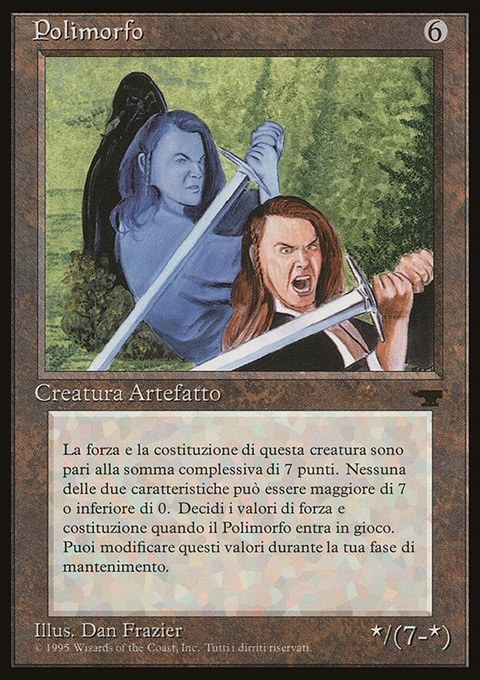 Polimorfo 6
Creatura Artefatto
La forza e la costituzione di questa creatura sono
pari alla somma complessiva di 7 punti. Nessuna
delle due caratteristiche può essere maggiore di 7
o inferiore di 0. Decidi i valori di forza e
costituzione quando il Polimorfo entra in gioco.
Puoi modificare questi valori durante la tua fase di
mantenimento.
Illus. Dan Frazier
*/(7-*)
© 1995 Wizards of the Coast, Inc. Tutti i dirriti riservati.